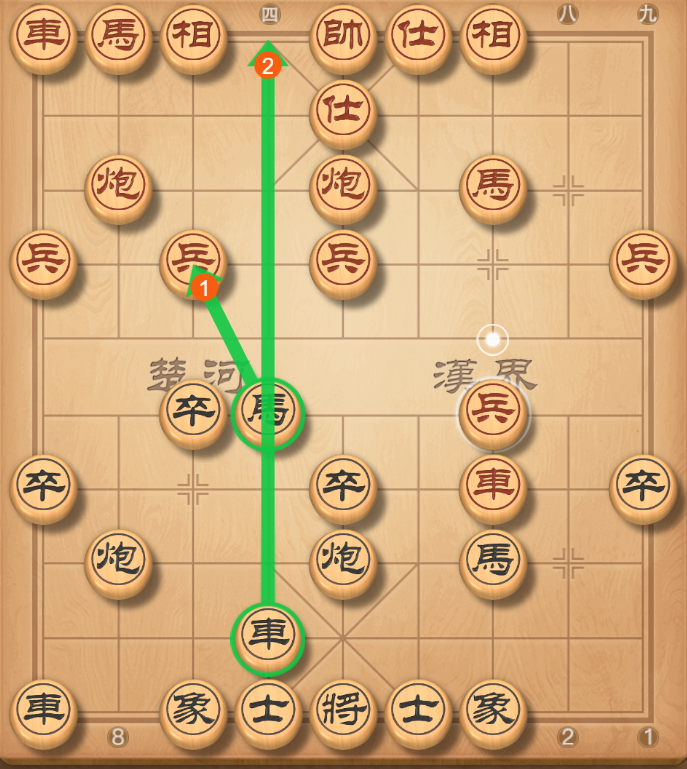 四 八 九
車 馬 相 帥 仕 相
2
仕
炮 炮 馬
兵 兵 兵 兵
1
楚河 漢界
卒 馬 兵
卒 卒 車 卒
炮 炮 馬
車
車 象 士 將 士 象
8 2 1